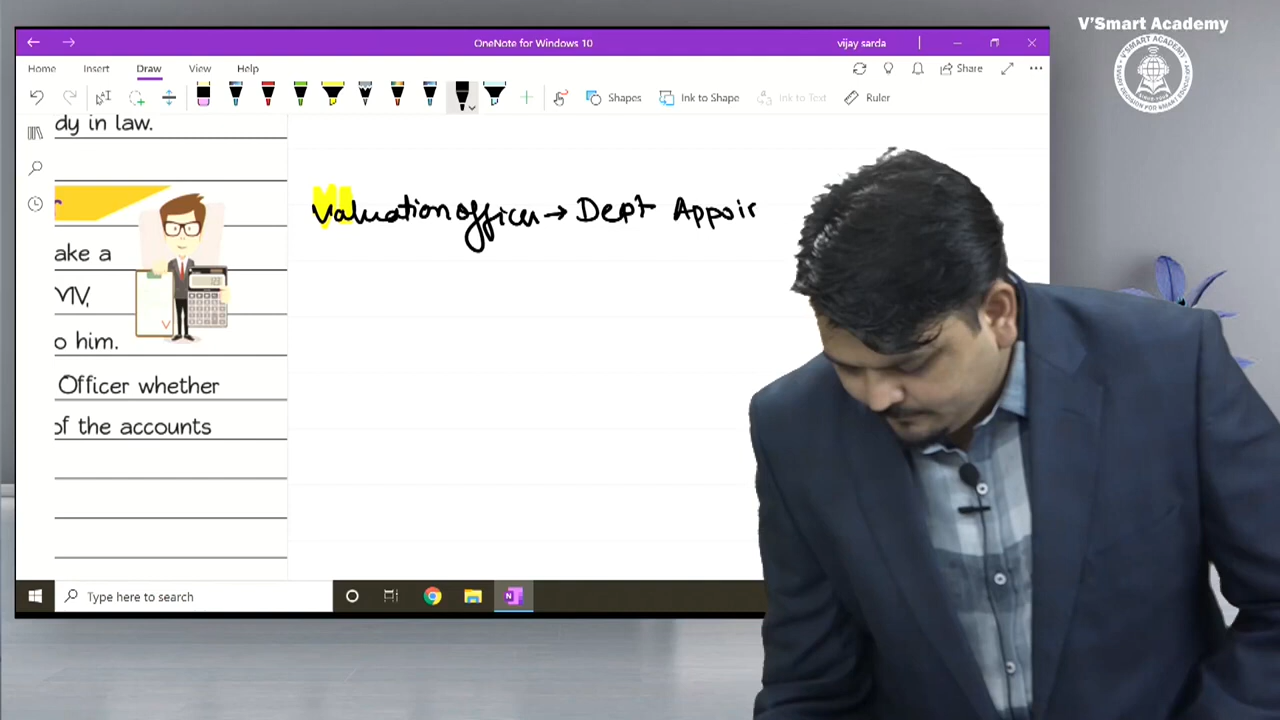 V'Smart Academy
OneNote for Windows 10
vijay sarda
Home Insert Draw View Help
Share
Shapes Ink to Shape Ink to Text Ruler
dy in law.
Valuation officer → Dept Appoin
ake a
o him.
Officer whether
of the accounts
Type here to search